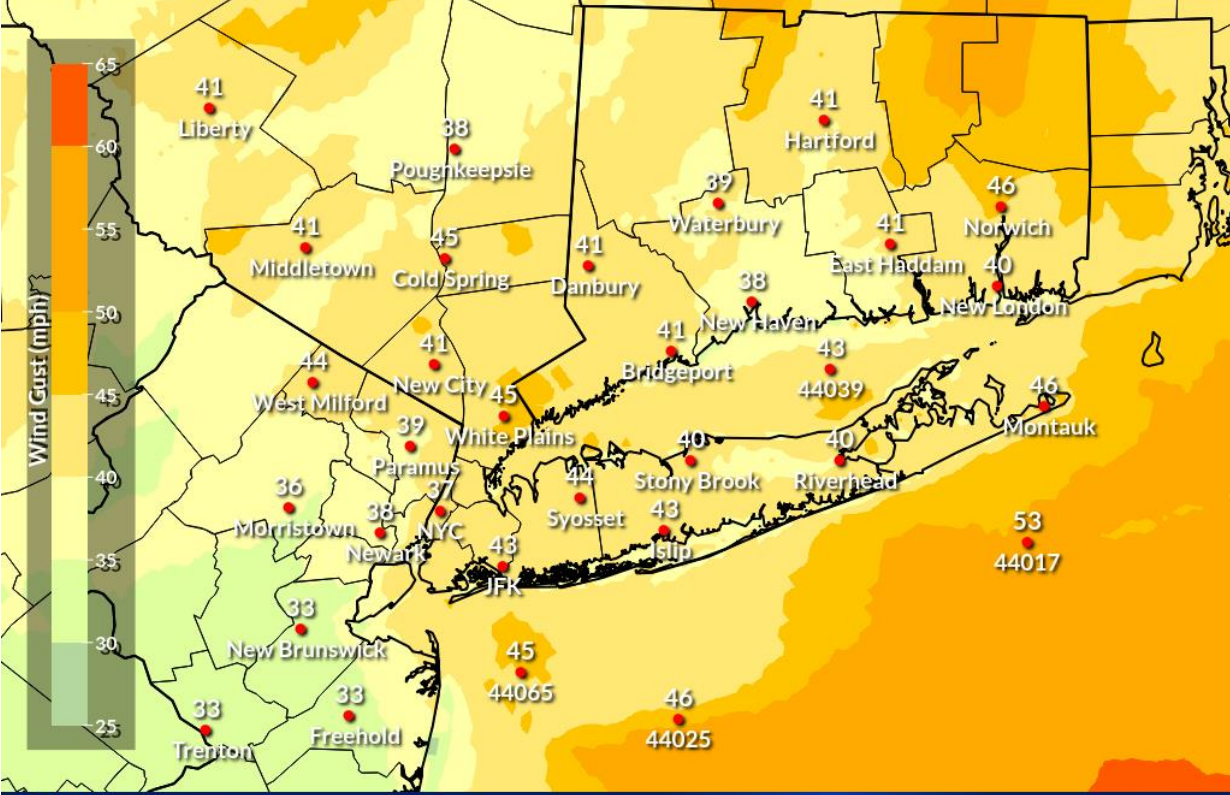 65
60
55
50
45
40
35
30
25
Wind Gust (mph)
41
Liberty
38
Poughkeepsie
41
Hartford
39
Waterbury
46
Norwich
41
Middletown
45
Cold Spring
41
Danbury
41
East Haddam
40
New London
38
New Haven
41
Bridgeport
43
44039
41
New City
44
West Milford
45
White Plains
46
Montauk
39
Paramus
40
Stony Brook
40
Riverhead
36
Morristown
38
Newark
37
NYC
44
Syosset
43
Islip
43
JFK
53
44017
33
New Brunswick
45
44065
33
Trenton
33
Freehold
46
44025